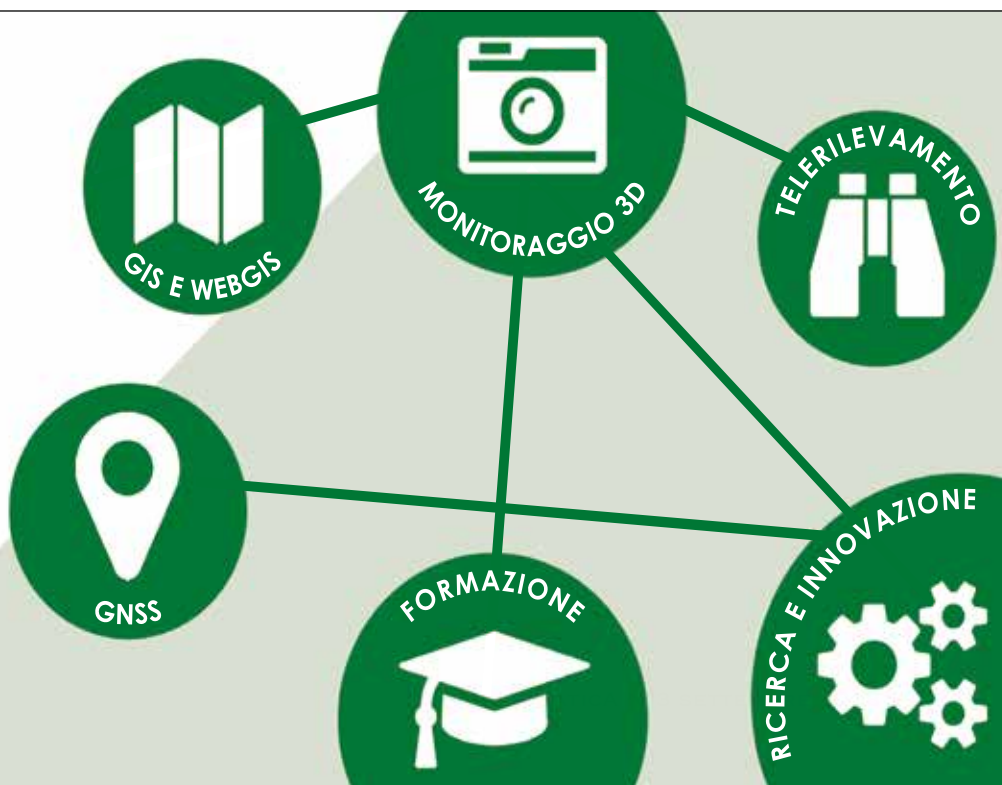 MONITORAGGIO 3D
GIS E WEBGIS
TELERILEVAMENTO
GNSS
FORMAZIONE
RICERCA E INNOVAZIONE